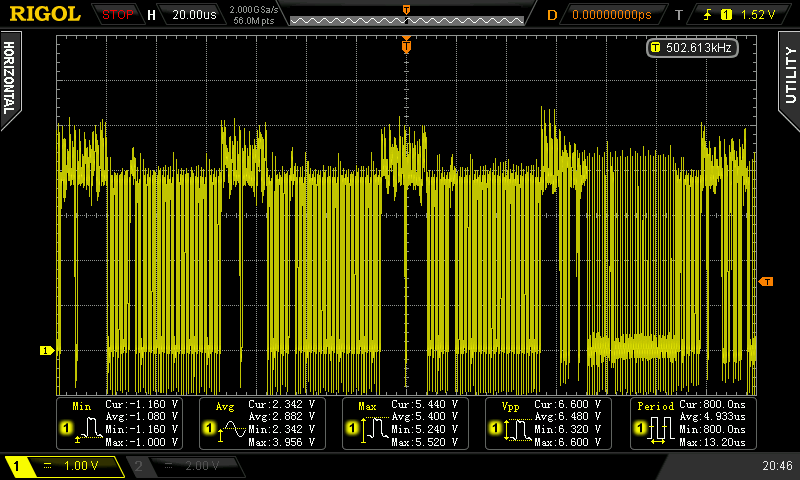 RIGOL STOP H 20.00us 2.000GSa/s 56.0M pts D 0.00000000ps T 1 1.52 V
T
HORIZONTAL
UTILITY
T
T 502.613kHz
T
1
Min Cur:-1.160 V
Avg:-1.080 V
1 Min:-1.160 V
Max:-1.000 V
Avg Cur:2.342 V
Avg:2.882 V
1 Min:2.342 V
Max:3.956 V
Max Cur:5.440 V
Avg:5.400 V
1 Min:5.240 V
Max:5.520 V
Vpp Cur:6.600 V
Avg:6.480 V
1 Min:6.320 V
Max:6.600 V
Period Cur:800.0ns
Avg:4.933us
1 Min:800.0ns
Max:13.20us
1 1.00 V 2 2.00 V 20:46